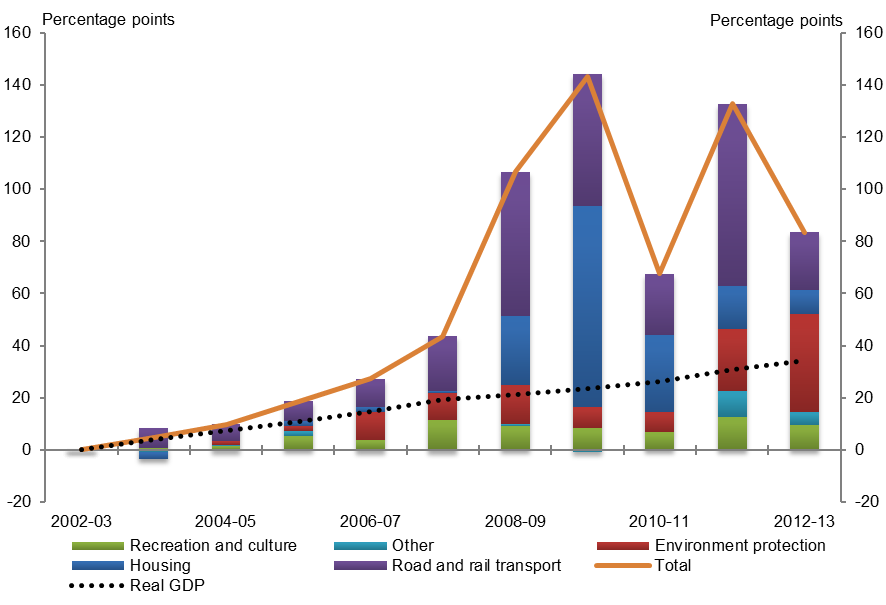 Percentage points Percentage points
160 160
140 140
120 120
100 100
80 80
60 60
40 40
20 20
0 0
-20 -20
2002-03 2004-05 2006-07 2008-09 2010-11 2012-13
Recreation and culture Other Environment protection
Housing Road and rail transport Total
Real GDP